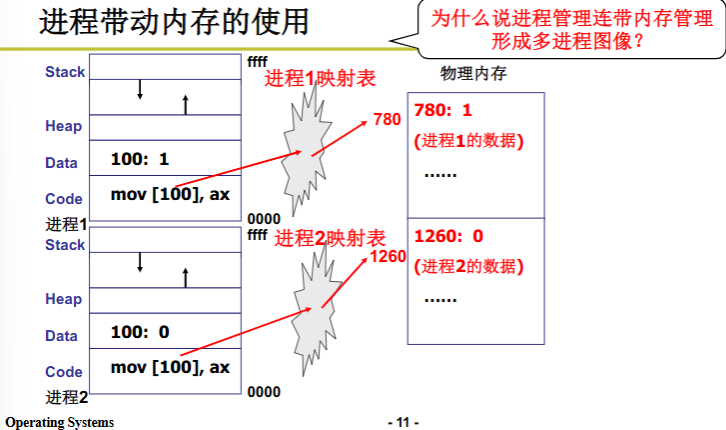 进程带动内存的使用
为什么说进程管理连带内存管理
形成多进程图像？
Stack
Heap
Data
100: 1
Code
mov [100], ax
进程1
ffff
0000
进程1映射表
780
物理内存
780: 1
(进程1的数据)
......
1260: 0
(进程2的数据)
......
Stack
Heap
Data
100: 0
Code
mov [100], ax
进程2
ffff
0000
进程2映射表
1260
Operating Systems
- 11 -